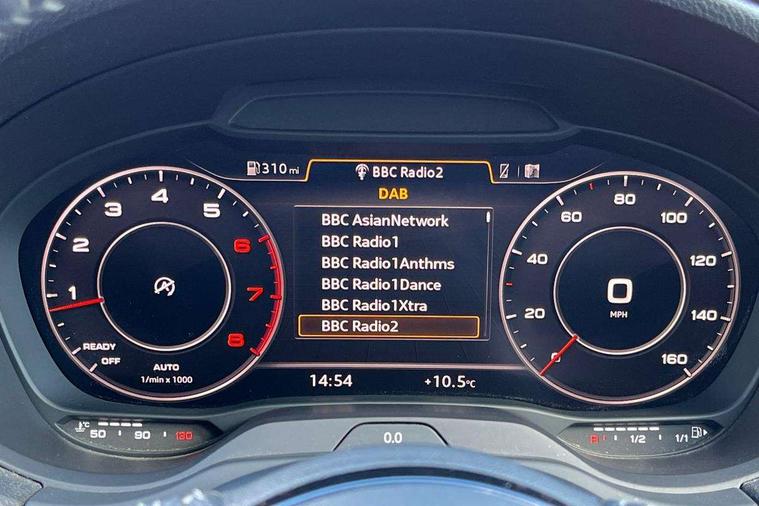 310 mi
BBC Radio2
DAB
BBC AsianNetwork
BBC Radio1
BBC Radio1Anthms
BBC Radio1Dance
BBC Radio1Xtra
BBC Radio2
1 2 3 4 5 6 7 8
READY
OFF
AUTO
1/min x 1000
A
0 20 40 60 80 100 120 140 160
0
MPH
14:54
+10.5°C
°C
50 90 130
0.0
R 1/2 1/1